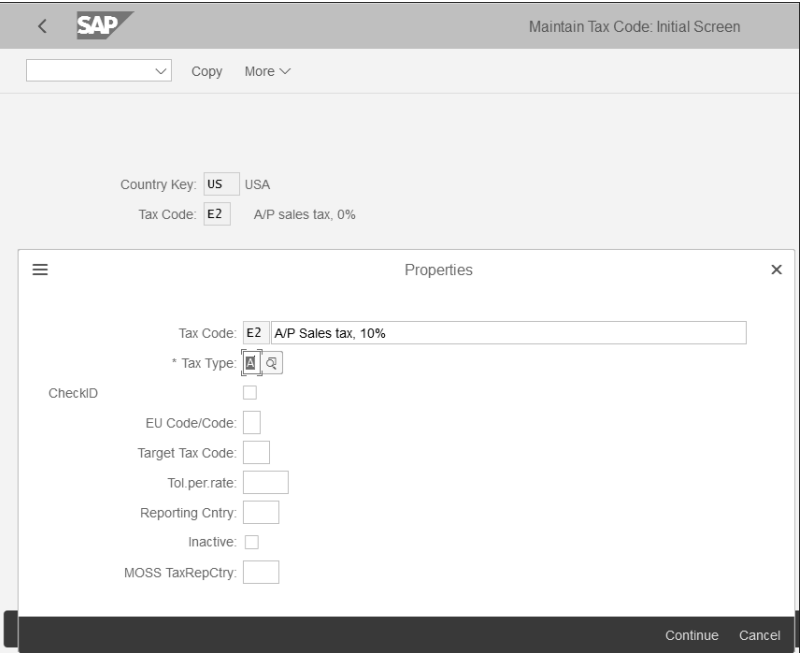 SAP
Maintain Tax Code: Initial Screen
Copy More
Country Key: US USA
Tax Code: E2 A/P sales tax, 0%
Properties
Tax Code: E2 A/P Sales tax, 10%
* Tax Type: A
CheckID
EU Code/Code:
Target Tax Code:
Tol.per.rate:
Reporting Cntry:
Inactive:
MOSS TaxRepCtry:
Continue Cancel